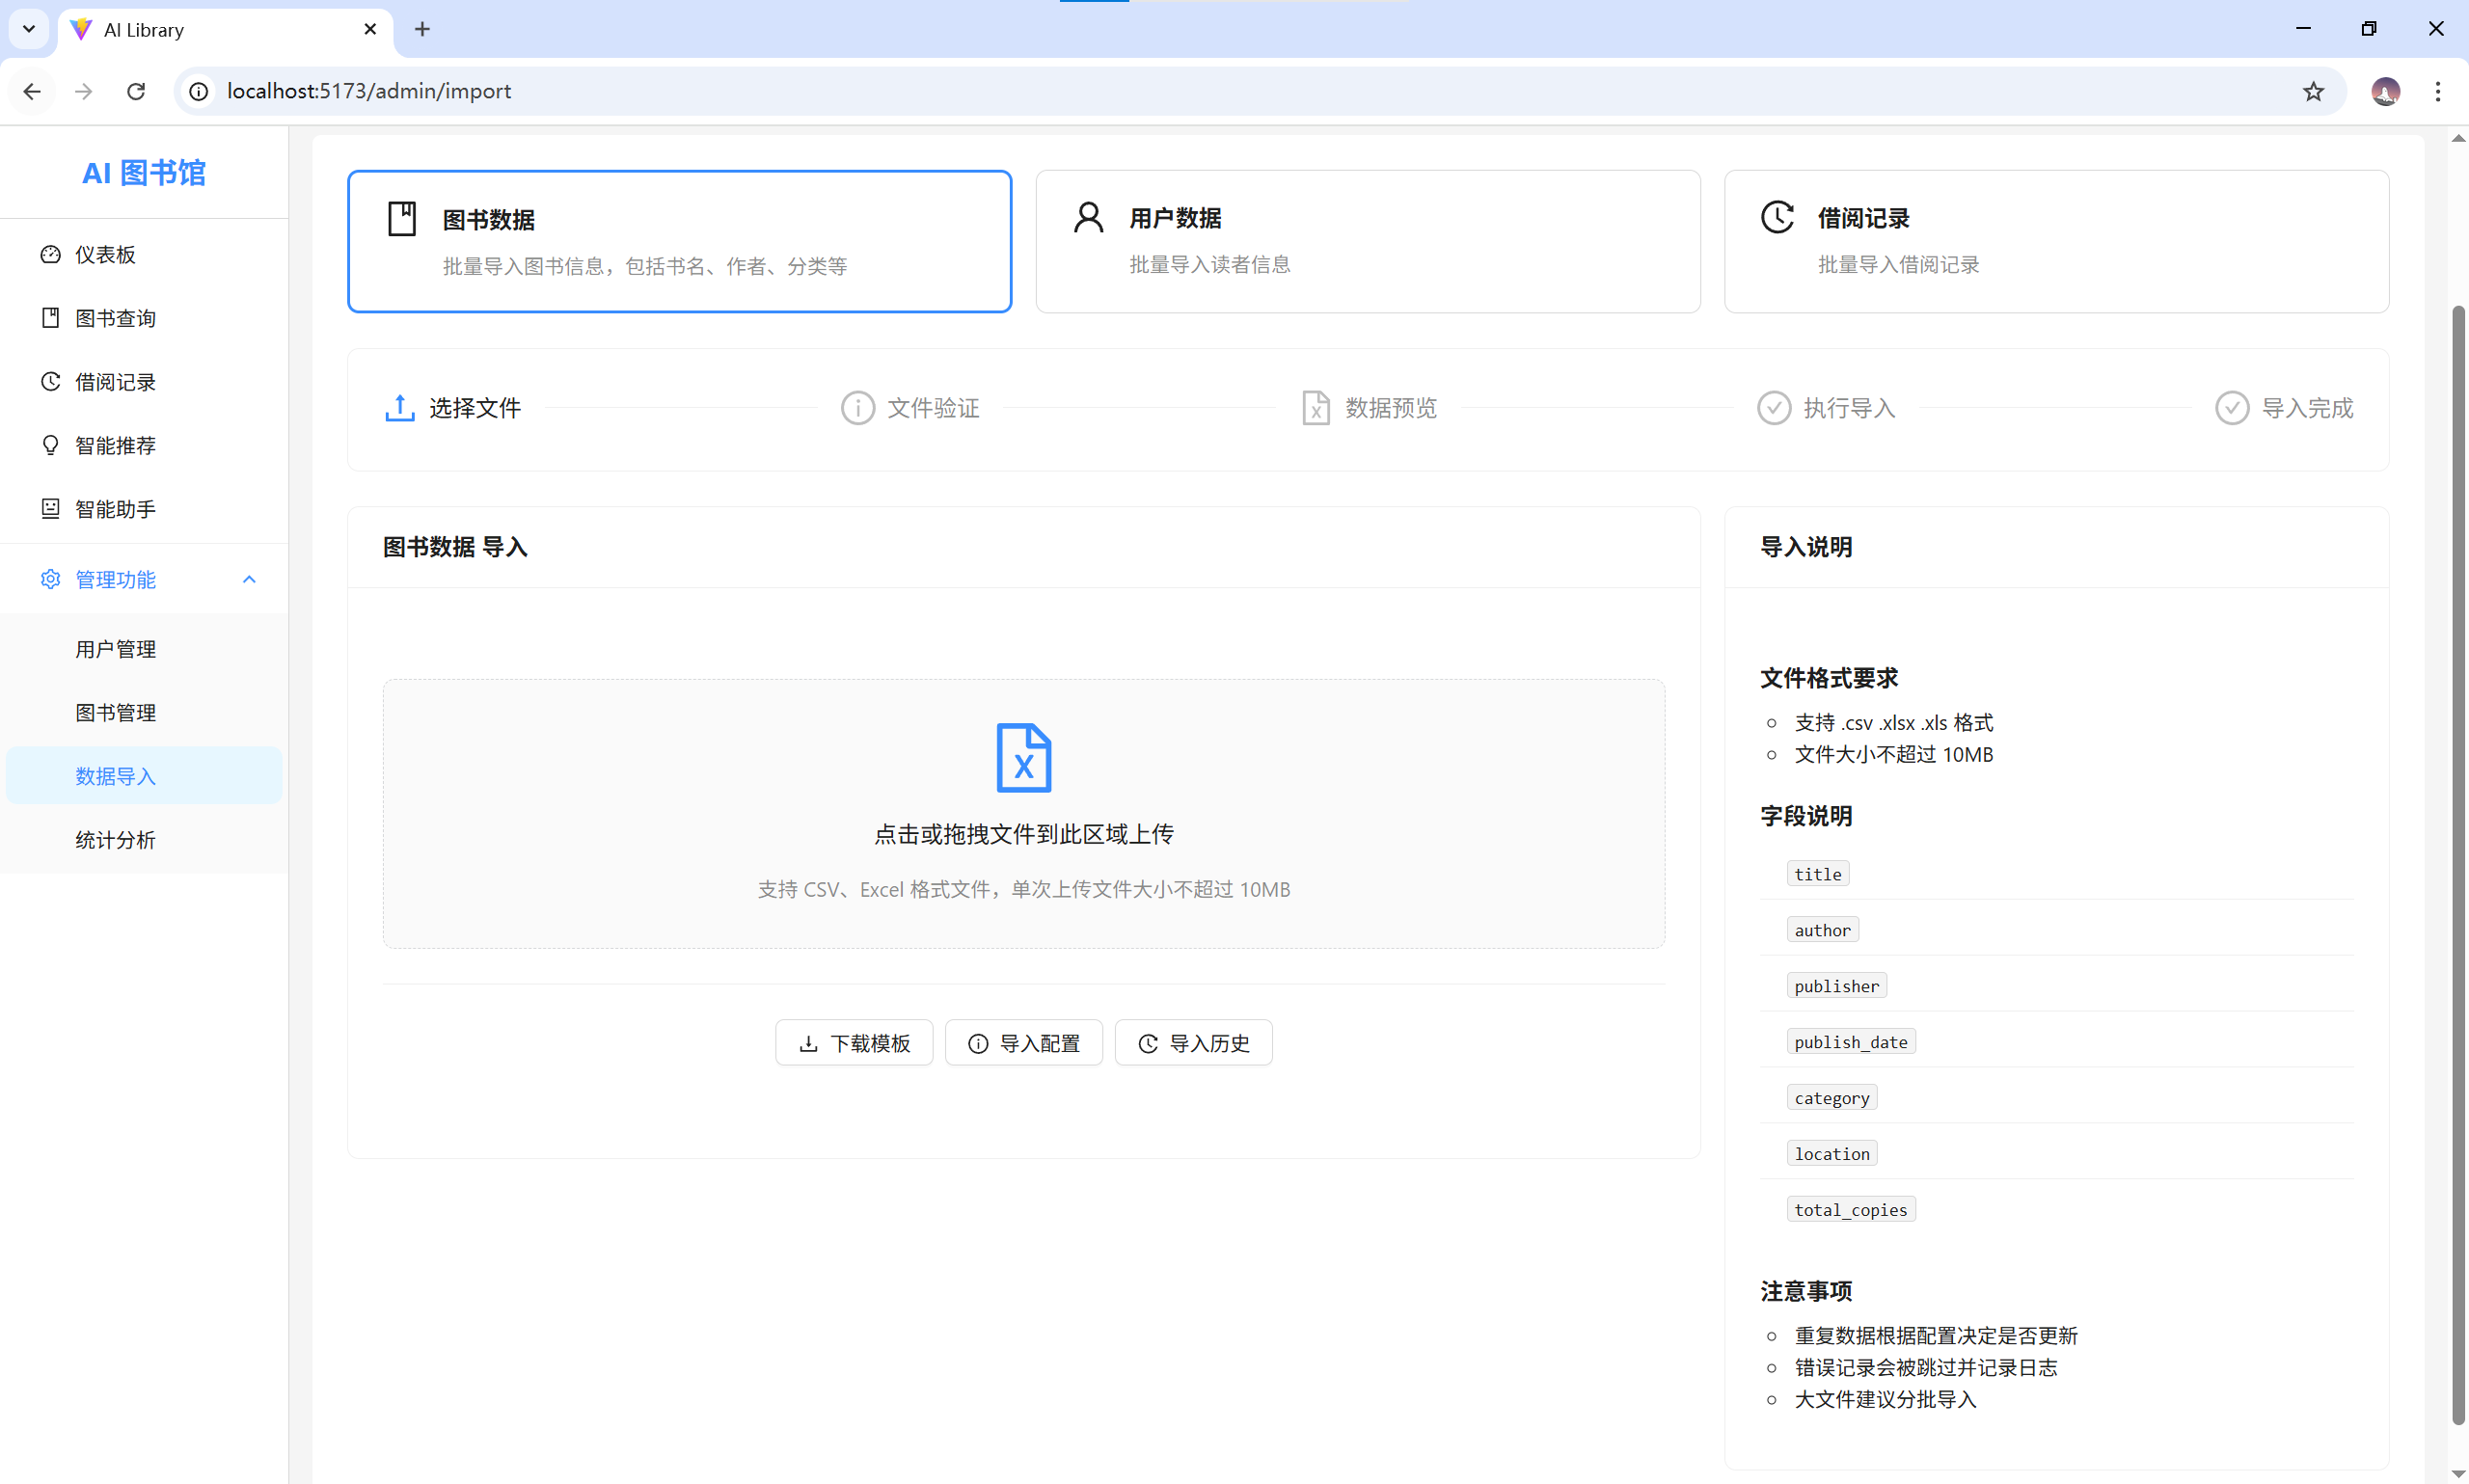 AI Library
localhost:5173/admin/import
AI 图书馆
仪表板
图书查询
借阅记录
智能推荐
智能助手
管理功能
用户管理
图书管理
数据导入
统计分析
图书数据
批量导入图书信息，包括书名、作者、分类等
用户数据
批量导入读者信息
借阅记录
批量导入借阅记录
选择文件
文件验证
数据预览
执行导入
导入完成
图书数据 导入
点击或拖拽文件到此区域上传
支持 CSV、Excel 格式文件，单次上传文件大小不超过 10MB
下载模板
导入配置
导入历史
导入说明
文件格式要求
支持 .csv .xlsx .xls 格式
文件大小不超过 10MB
字段说明
title
author
publisher
publish_date
category
location
total_copies
注意事项
重复数据根据配置决定是否更新
错误记录会被跳过并记录日志
大文件建议分批导入